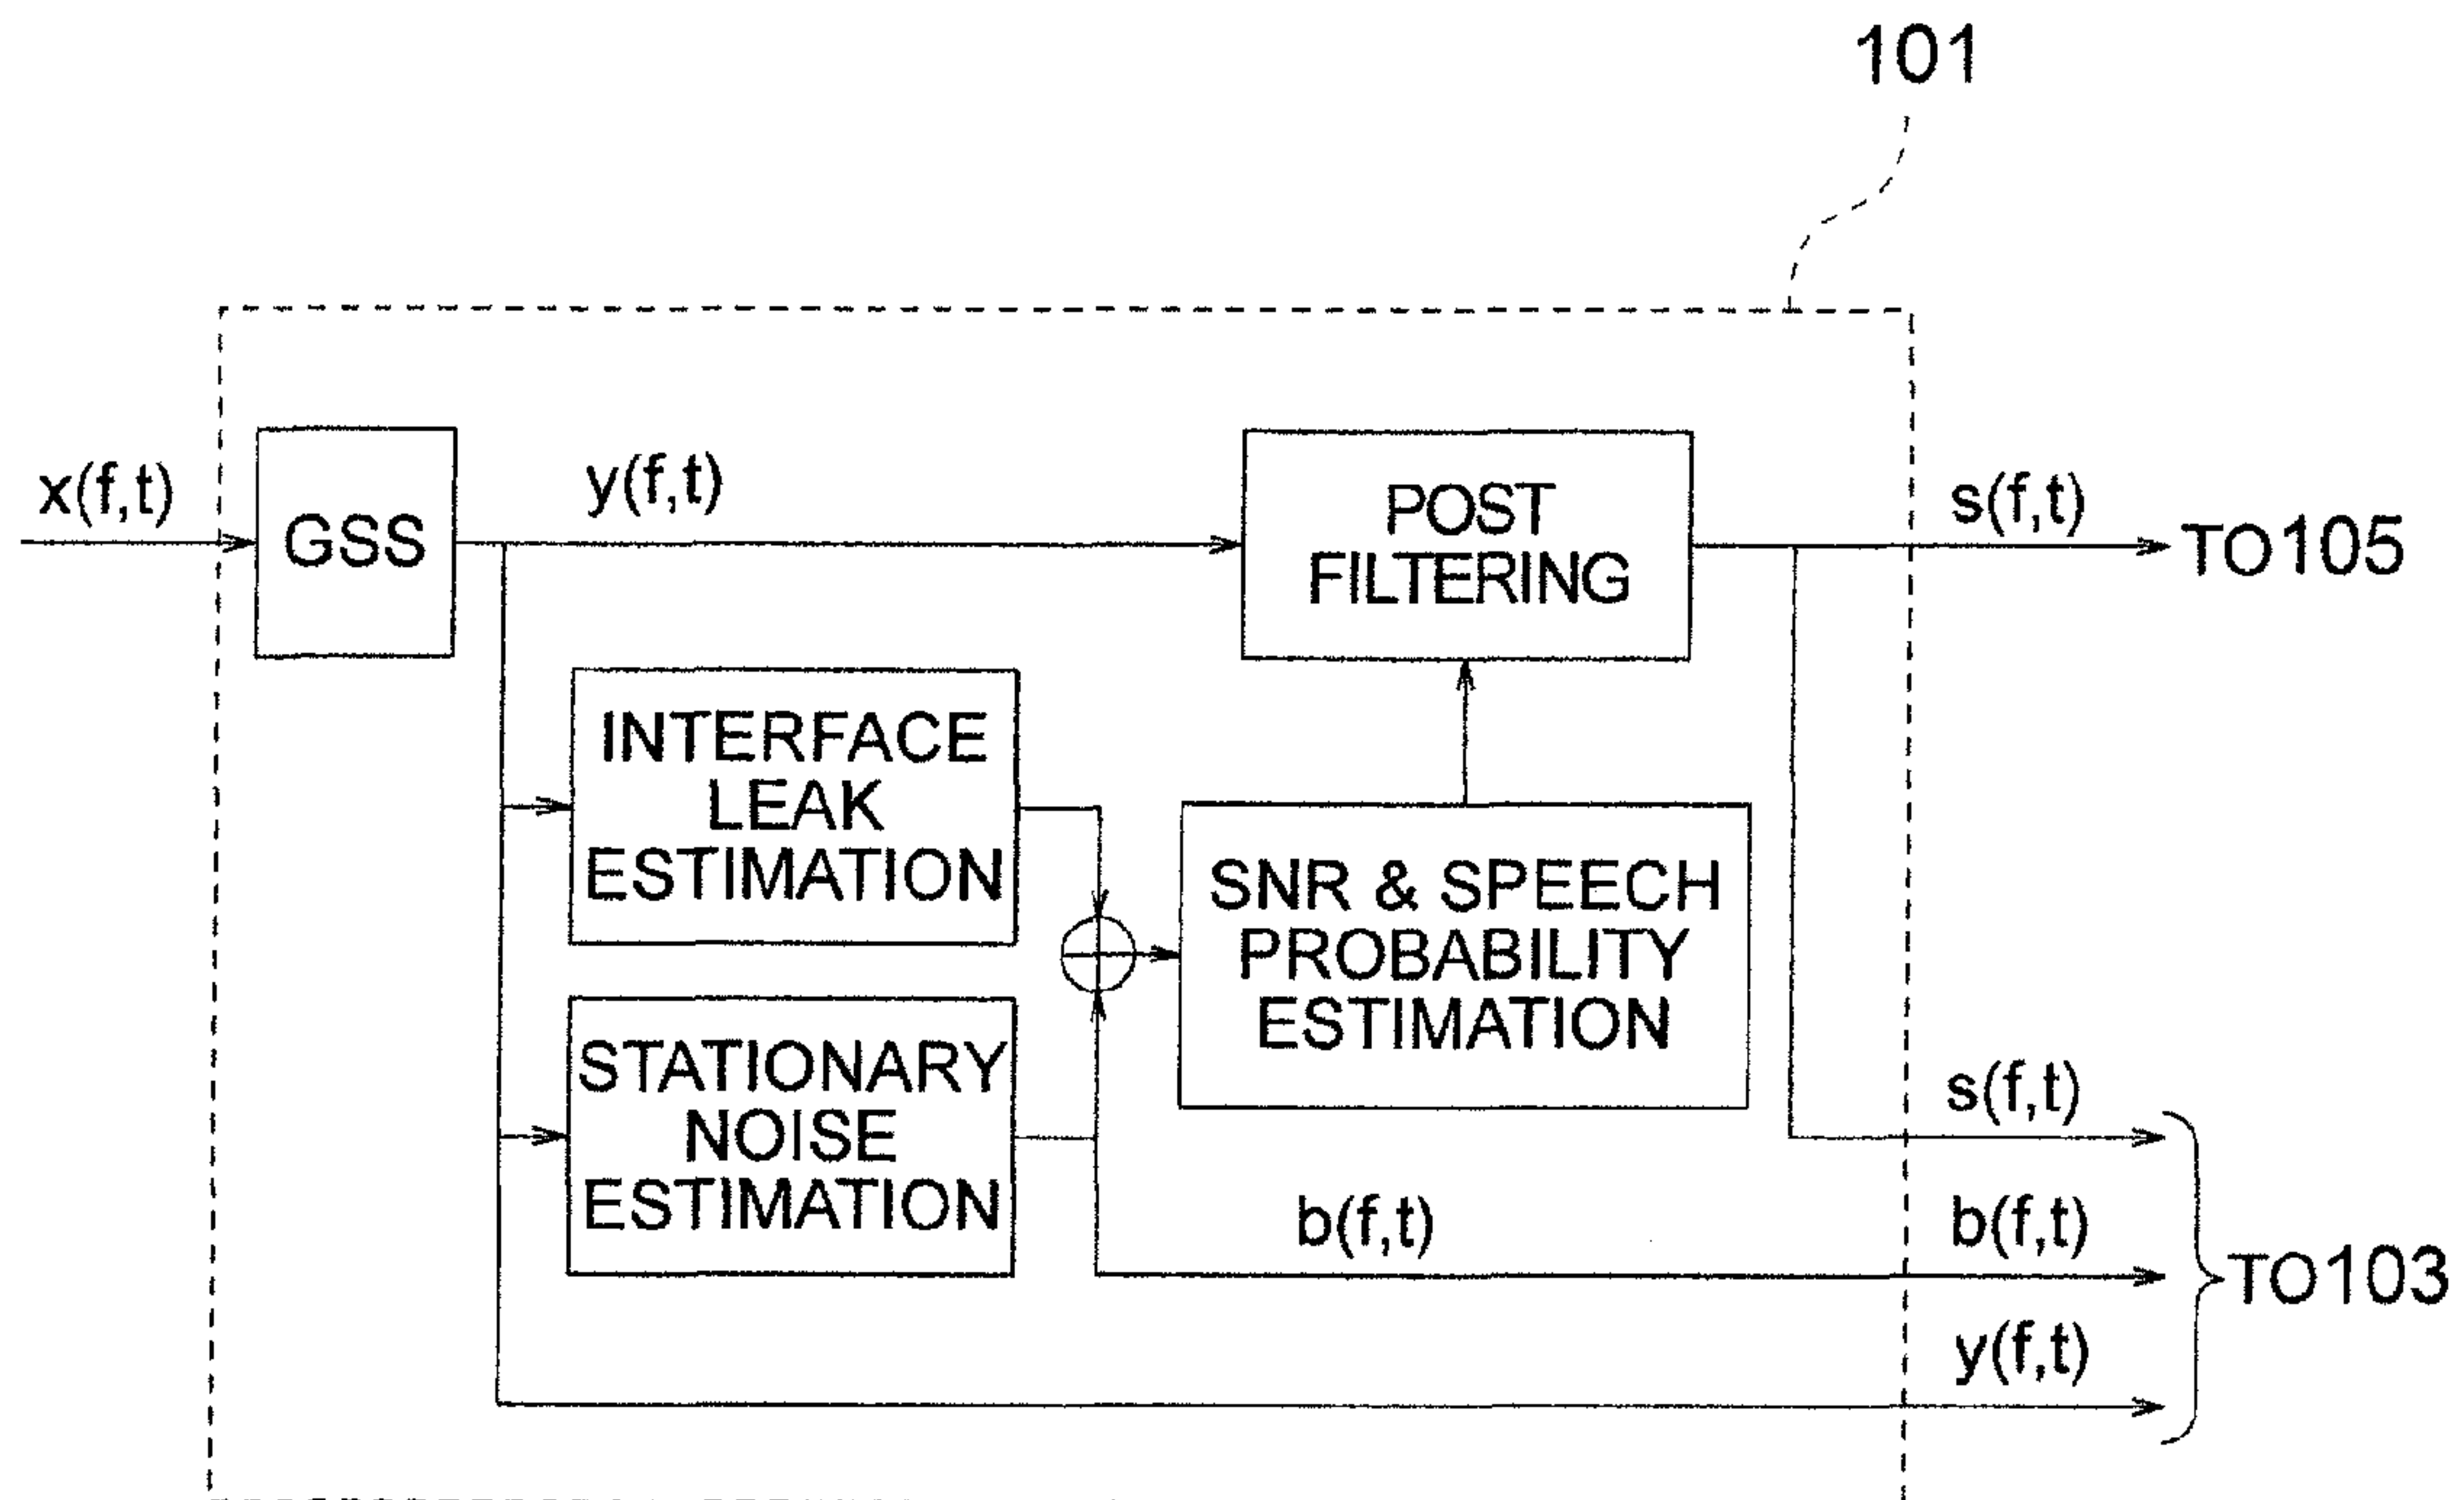 101
x(f,t)
GSS
y(f,t)
POST
FILTERING
s(f,t)
TO105
INTERFACE
LEAK
ESTIMATION
SNR & SPEECH
PROBABILITY
ESTIMATION
STATIONARY
NOISE
ESTIMATION
s(f,t)
b(f,t)
b(f,t)
TO103
y(f,t)